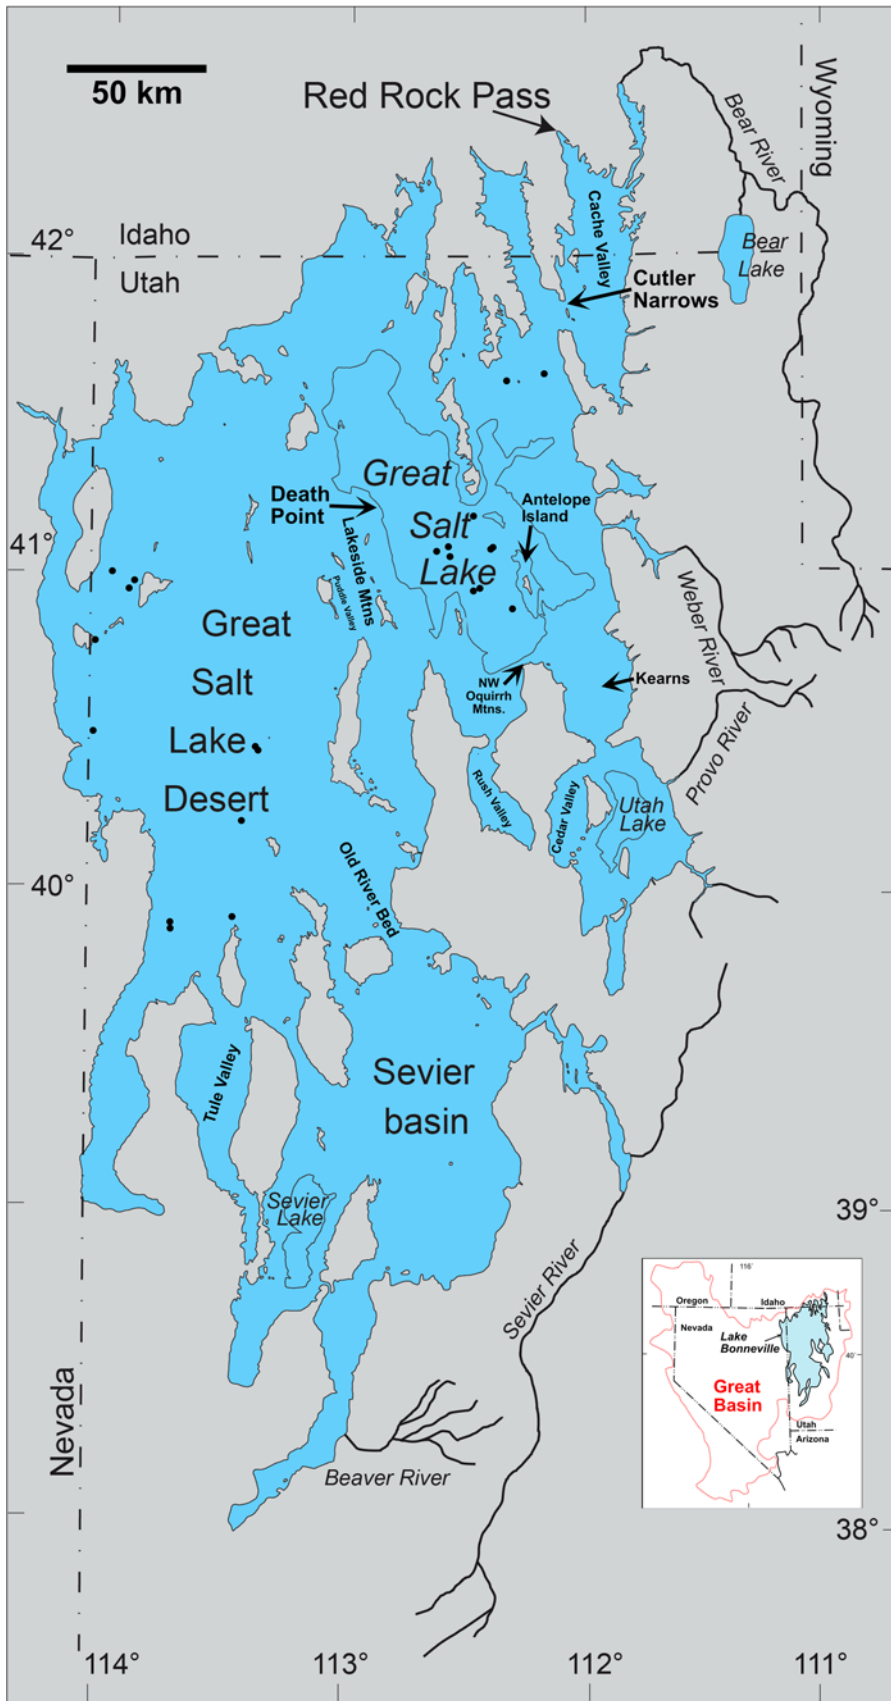 50 km
Red Rock Pass
Wyoming
Bear River
Cache Valley
42°
Idaho
Utah
Bear
Lake
Cutler
Narrows
Great
Salt
Lake
Death
Point
Antelope
Island
41°
Lakeside Mtns
Puddle Valley
Weber River
Great
Salt
Lake
Desert
NW
Oquirrh
Mtns.
Kearns
Provo River
Rush Valley
Cedar Valley
Utah
Lake
Old River Bed
40°
Tule Valley
Sevier
basin
Sevier
Lake
39°
Sevier River
Nevada
Beaver River
116°
Oregon
Idaho
Nevada
Lake
Bonneville
40°
Great
Basin
Utah
Arizona
38°
114°
113°
112°
111°